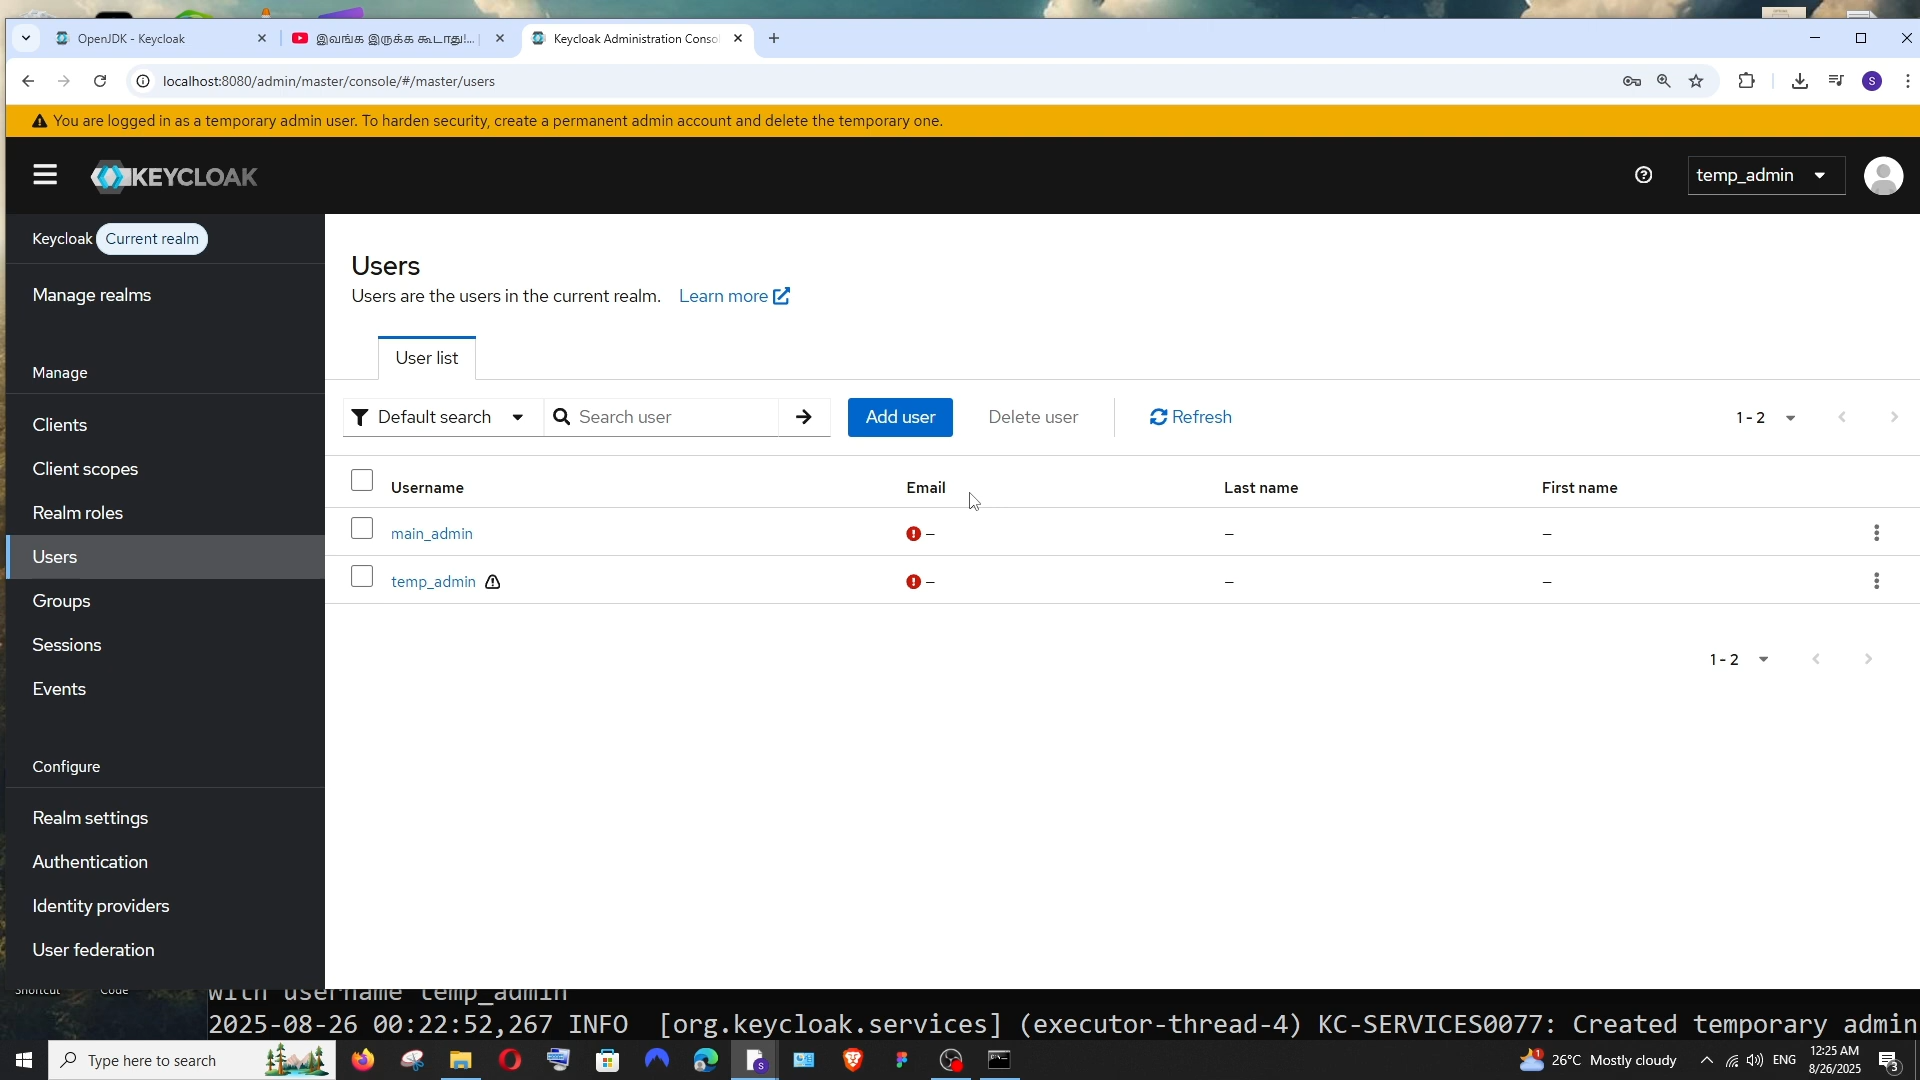 OpenJDK - Keycloak
இவங்க இருக்க கூடாது!...
Keycloak Administration Conso
localhost:8080/admin/master/console/#/master/users
S
You are logged in as a temporary admin user. To harden security, create a permanent admin account and delete the temporary one.
KEYCLOAK
temp_admin
Keycloak Current realm
Manage realms
Manage
Clients
Client scopes
Realm roles
Users
Groups
Sessions
Events
Configure
Realm settings
Authentication
Identity providers
User federation
Users
Users are the users in the current realm. Learn more
User list
Default search
Search user
Add user
Delete user
Refresh
1 - 2
Username Email Last name First name
main_admin – – –
temp_admin – – –
1 - 2
Shortcut Code
with username temp_admin
2025-08-26 00:22:52,267 INFO [org.keycloak.services] (executor-thread-4) KC-SERVICES0077: Created temporary admin
Type here to search
26°C Mostly cloudy
ENG
12:25 AM
8/26/2025
3